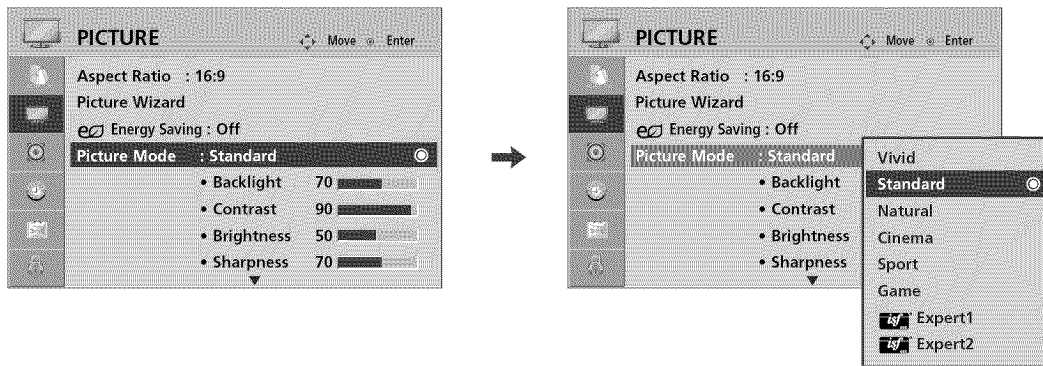 PICTURE
Move Enter
Aspect Ratio : 16:9
Picture Wizard
e Energy Saving : Off
Picture Mode : Standard
• Backlight 70
• Contrast 90
• Brightness 50
• Sharpness 70
PICTURE
Move Enter
Aspect Ratio : 16:9
Picture Wizard
e Energy Saving : Off
Picture Mode : Standard
• Backlight
• Contrast
• Brightness
• Sharpness
Vivid
Standard
Natural
Cinema
Sport
Game
isf Expert1
isf Expert2